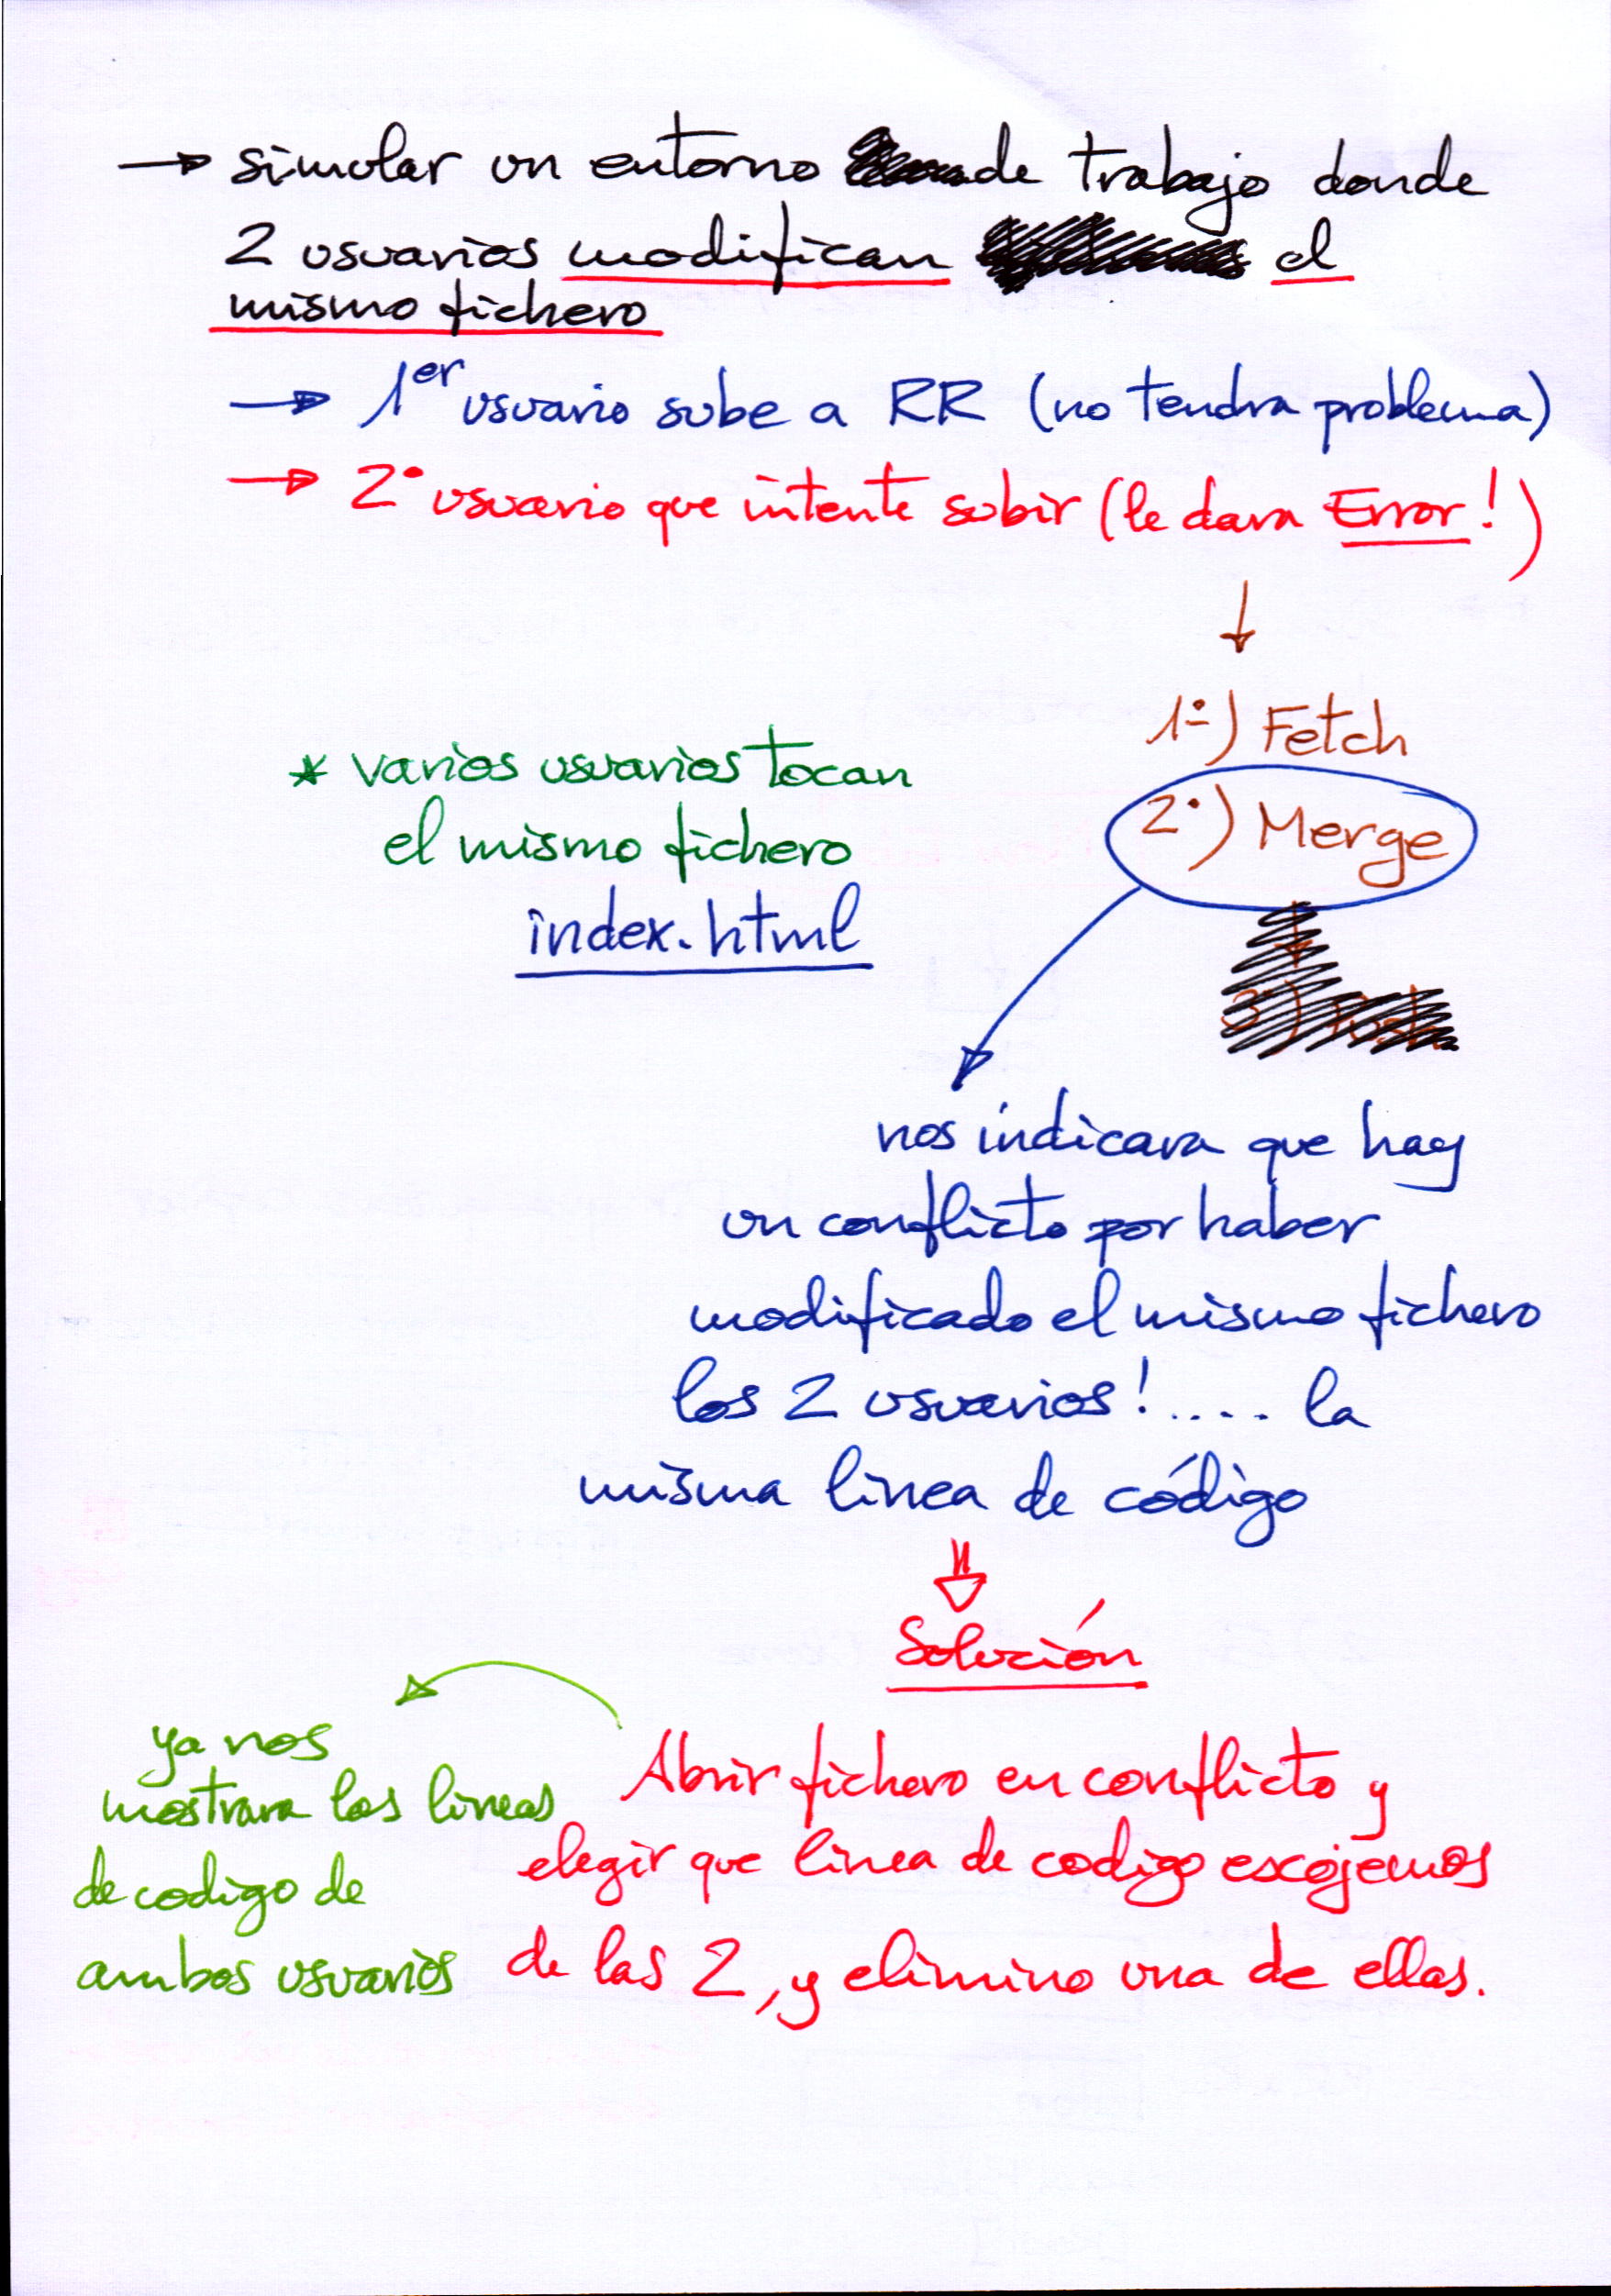 → simular un entorno de trabajo donde
2 usuarios modifican el
mismo fichero
→ 1er usuario sube a RR (no tendra problema)
→ 2º usuario que intente subir (le dara Error!)
↓
1º) Fetch
2º) Merge
* varios usuarios tocan
el mismo fichero
index.html
nos indicara que hay
un conflicto por haber
modificado el mismo fichero
los 2 usuarios!.... la
misma linea de código
⇓
Solución
Abrir fichero en conflicto y
elegir que linea de codigo escojemos
de las 2, y elimino una de ellas.
ya nos
mostrara las lineas
de codigo de
ambos usuarios